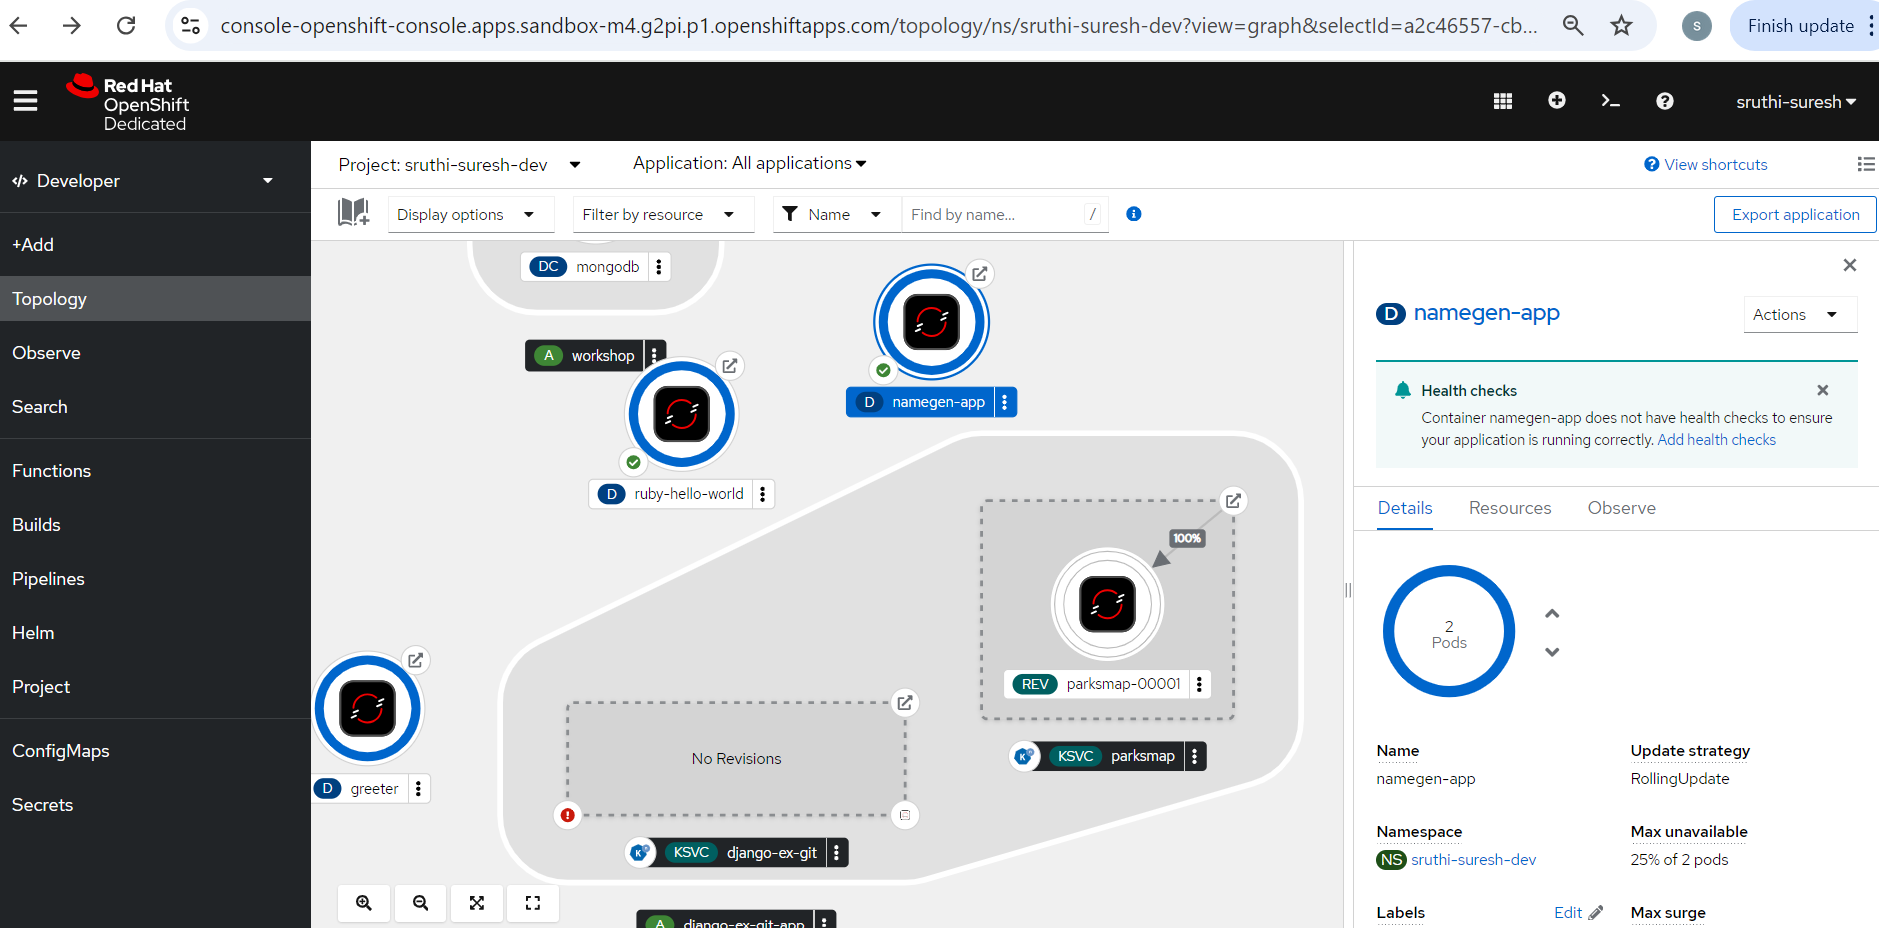 console-openshift-console.apps.sandbox-m4.g2pi.p1.openshiftapps.com/topology/ns/sruthi-suresh-dev?view=graph&selectId=a2c46557-cb...
S
Finish update
Red Hat
OpenShift
Dedicated
sruthi-suresh
Developer
+Add
Topology
Observe
Search
Functions
Builds
Pipelines
Helm
Project
ConfigMaps
Secrets
Project: sruthi-suresh-dev
Application: All applications
View shortcuts
Display options
Filter by resource
Name
Find by name...
/
Export application
DC mongodb
A workshop
D namegen-app
D ruby-hello-world
100%
REV parksmap-00001
KSVC parksmap
No Revisions
KSVC django-ex-git
D greeter
A django-ex-git-app
D namegen-app
Actions
Health checks
Container namegen-app does not have health checks to ensure
your application is running correctly. Add health checks
Details
Resources
Observe
2
Pods
Name
namegen-app
Update strategy
RollingUpdate
Namespace
NS sruthi-suresh-dev
Max unavailable
25% of 2 pods
Labels
Edit
Max surge